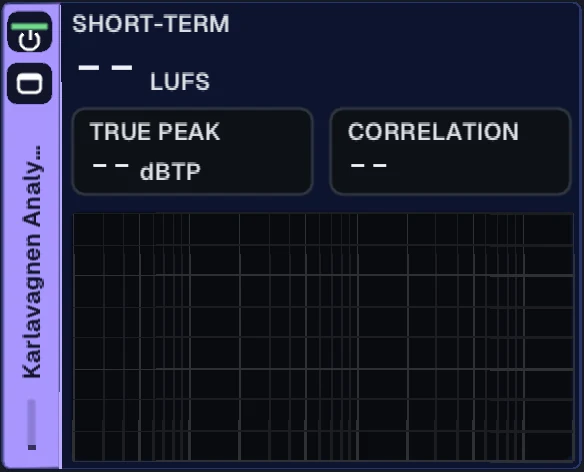 SHORT-TERM
-- LUFS
TRUE PEAK
-- dBTP
CORRELATION
--
Karlavagnen Analy...